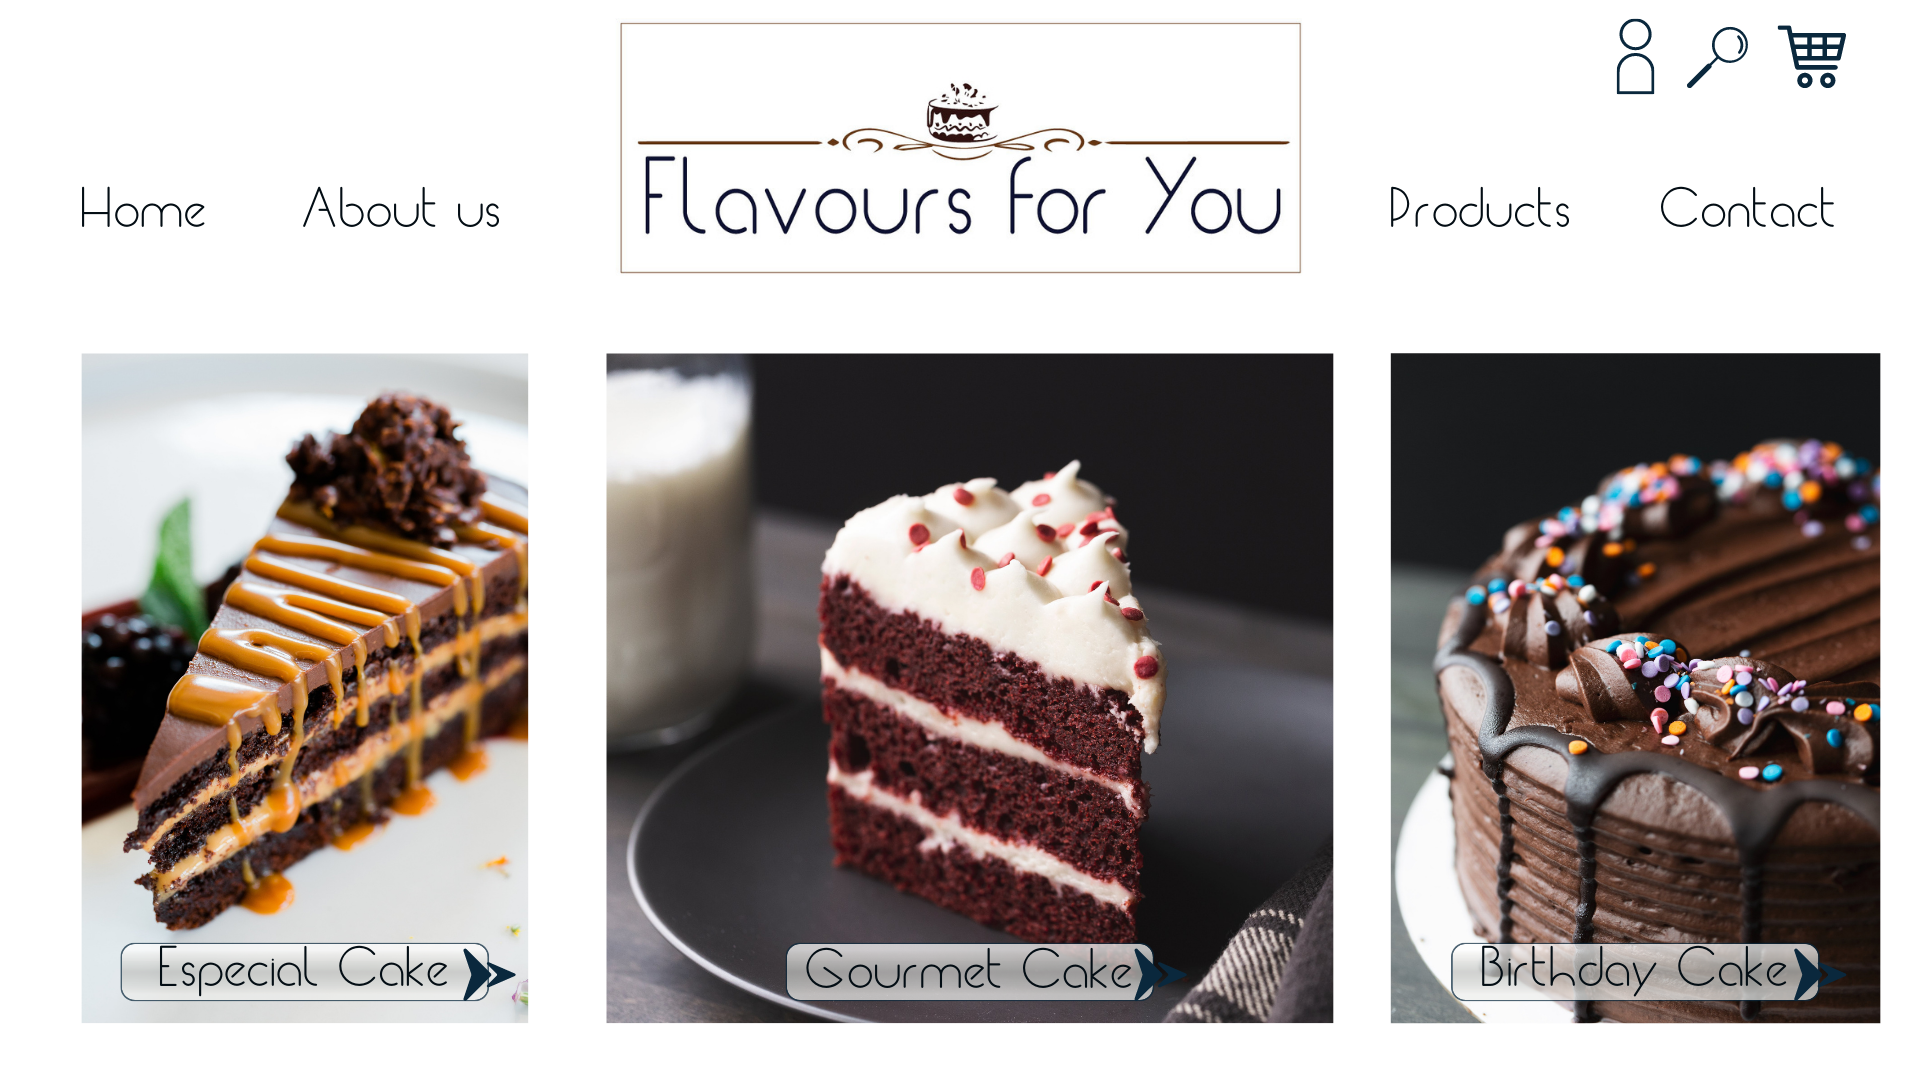 Flavours for You
Home
About us
Products
Contact
Especial Cake
Gourmet Cake
Birthday Cake